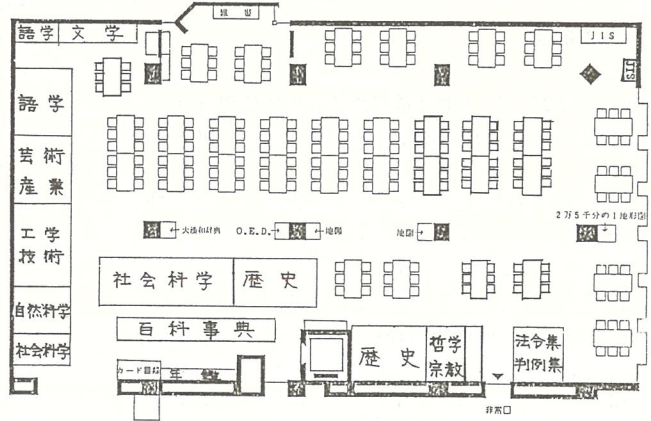 語学 文学
JIS
JIS
語学
芸術
産業
工学
技術
自然科学
社会科学
大漢和辞典
O.E.D.
地図
地図
2万5千分の1地形図
社会科学 歴史
百科事典
カード目録
年鑑
歴史
哲学
宗教
法令集
判例集
非常口